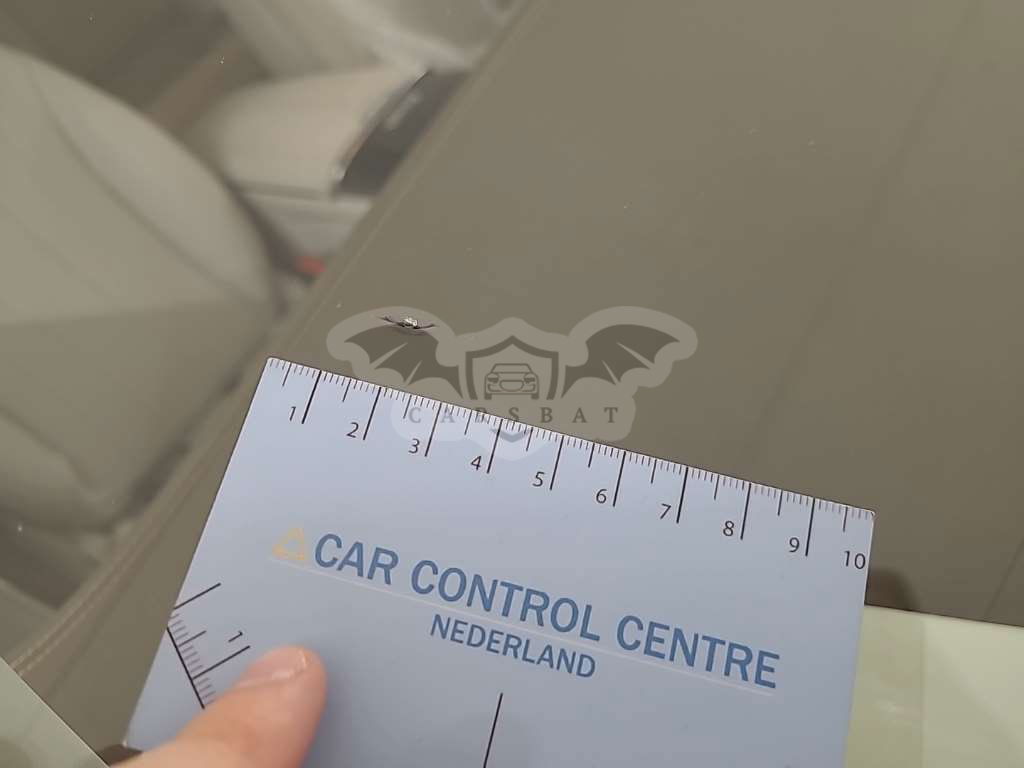 CARSBAT
1 2 3 4 5 6 7 8 9 10
CAR CONTROL CENTRE
NEDERLAND
1